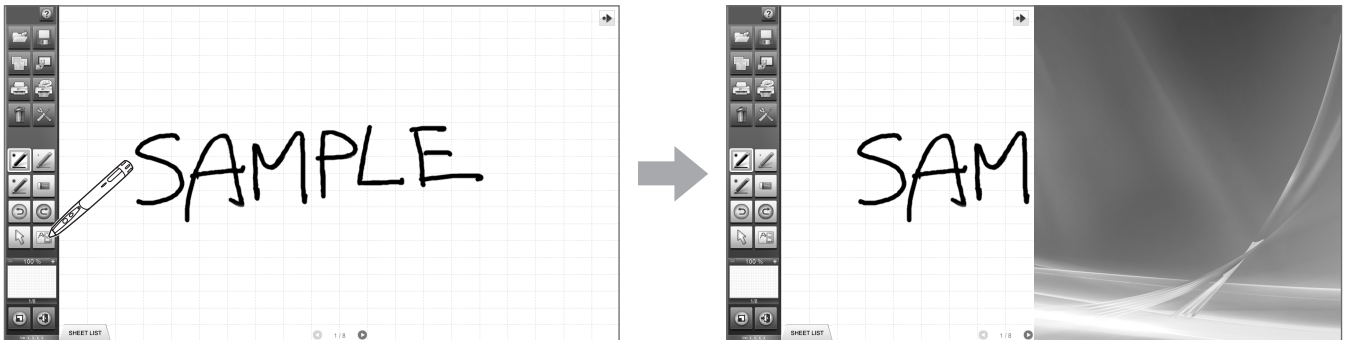 SAMPLE
100 %
1/8
SHEET LIST
1 / 8
SAM
100 %
1/8
SHEET LIST
1 / 8